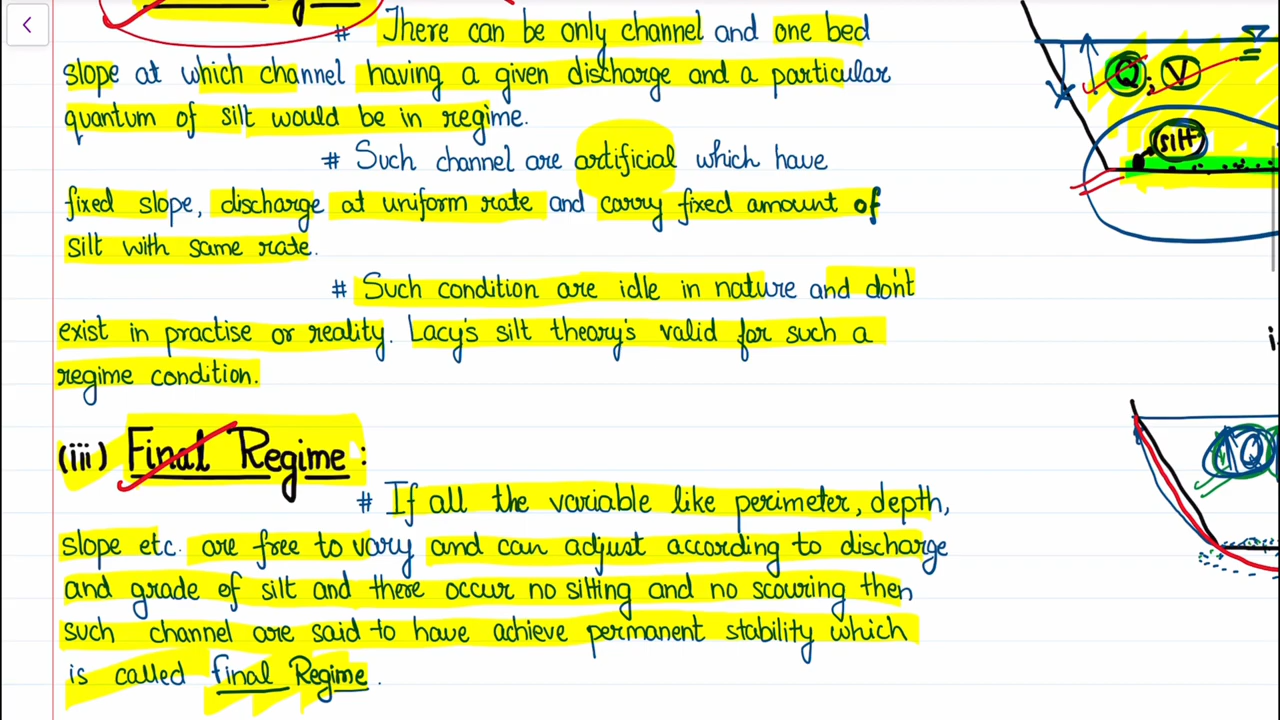 Regime
# There can be only channel and one bed
slope at which channel having a given discharge and a particular
quantum of silt would be in regime.
# Such channel are artificial which have
fixed slope, discharge at uniform rate and carry fixed amount of
silt with same rate.
# Such condition are idle in nature and don't
exist in practise or reality. Lacy's silt theory's valid for such a
regime condition.
(iii) Final Regime :
# If all the variable like perimeter, depth,
slope etc. are free to vary and can adjust according to discharge
and grade of silt and there occur no silting and no scouring then
such channel are said to have achieve permanent stability which
is called final Regime.
Q ; V
silt
Q